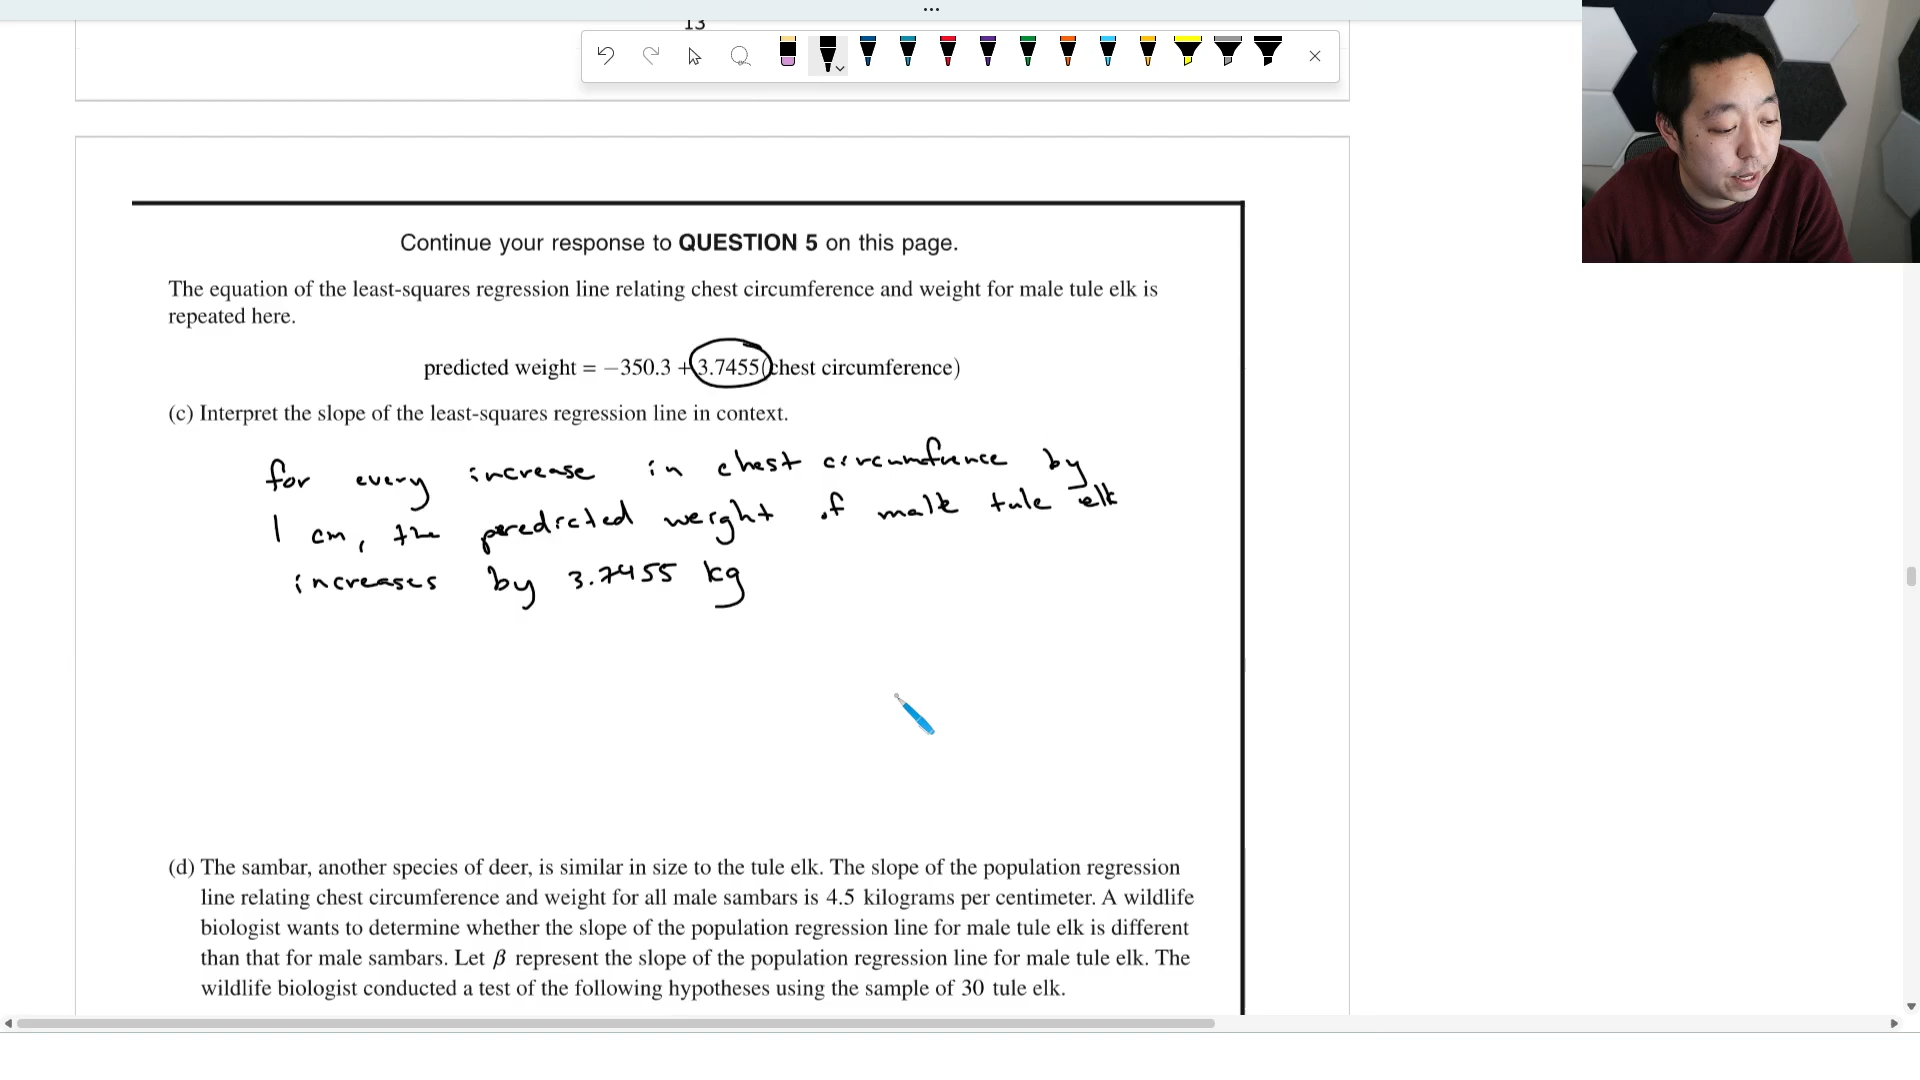 ...
13
Continue your response to QUESTION 5 on this page.
The equation of the least-squares regression line relating chest circumference and weight for male tule elk is
repeated here.
predicted weight = −350.3 + 3.7455(chest circumference)
(c) Interpret the slope of the least-squares regression line in context.
for every increase in chest circumfrence by
1 cm, the peredicted weight of male tule elk
increases by 3.7455 kg
(d) The sambar, another species of deer, is similar in size to the tule elk. The slope of the population regression
line relating chest circumference and weight for all male sambars is 4.5 kilograms per centimeter. A wildlife
biologist wants to determine whether the slope of the population regression line for male tule elk is different
than that for male sambars. Let β represent the slope of the population regression line for male tule elk. The
wildlife biologist conducted a test of the following hypotheses using the sample of 30 tule elk.